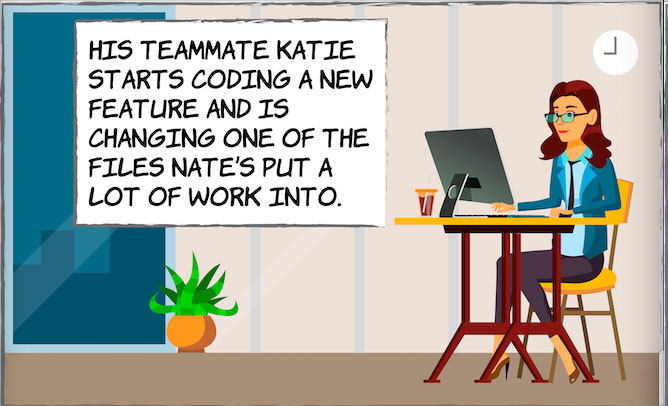 HIS TEAMMATE KATIE
STARTS CODING A NEW
FEATURE AND IS
CHANGING ONE OF THE
FILES NATE'S PUT A
LOT OF WORK INTO.